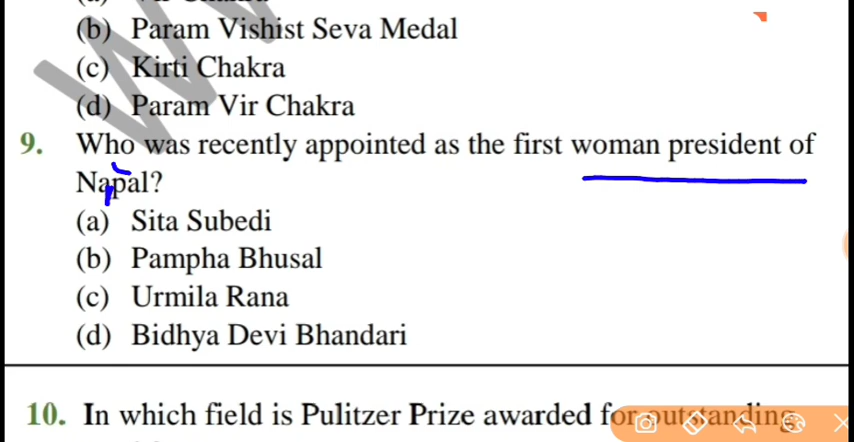 (b) Param Vishist Seva Medal
(c) Kirti Chakra
(d) Param Vir Chakra
9. Who was recently appointed as the first woman president of
Napal?
(a) Sita Subedi
(b) Pampha Bhusal
(c) Urmila Rana
(d) Bidhya Devi Bhandari
10. In which field is Pulitzer Prize awarded for outstanding